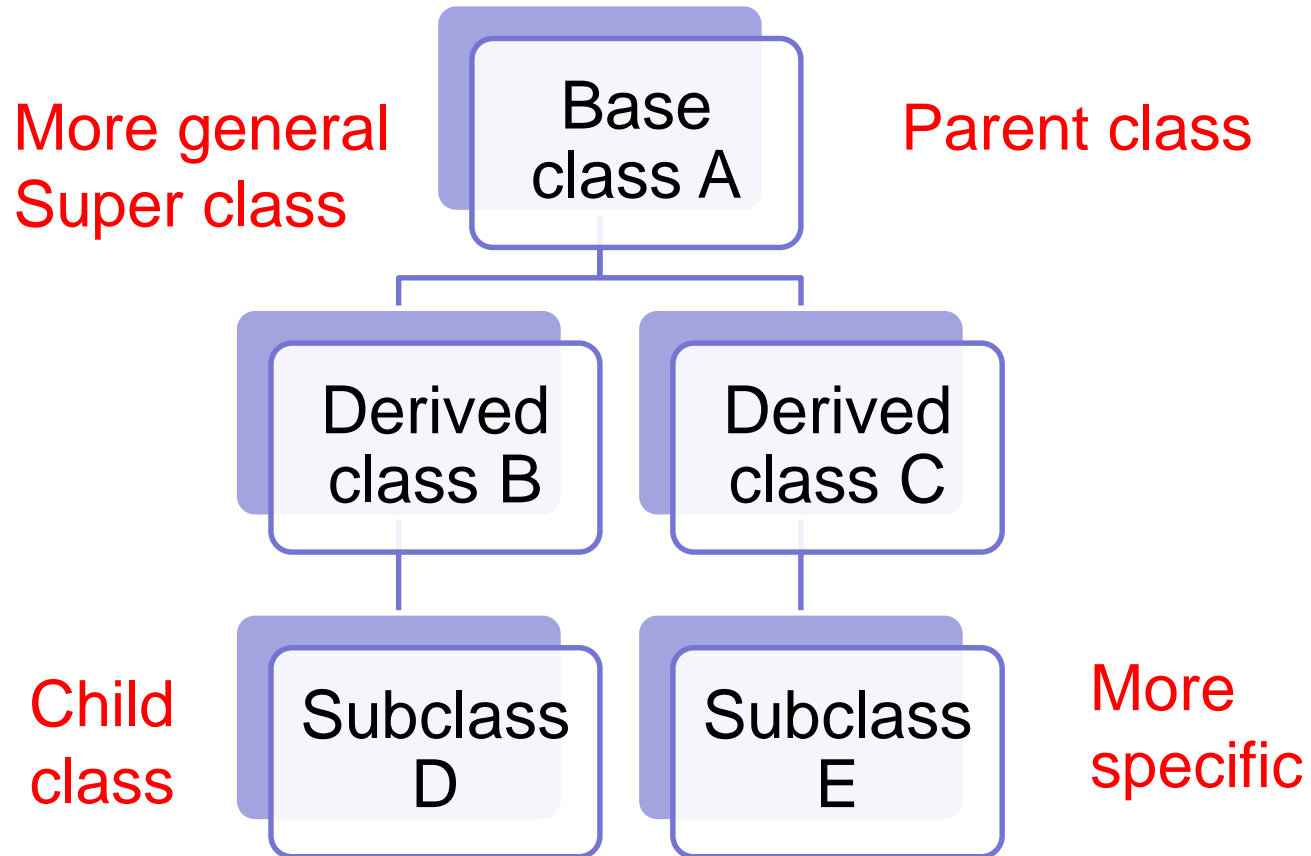 More general
Super class
Base
class A
Parent class
Derived
class B
Derived
class C
Child
class
Subclass
D
Subclass
E
More
specific